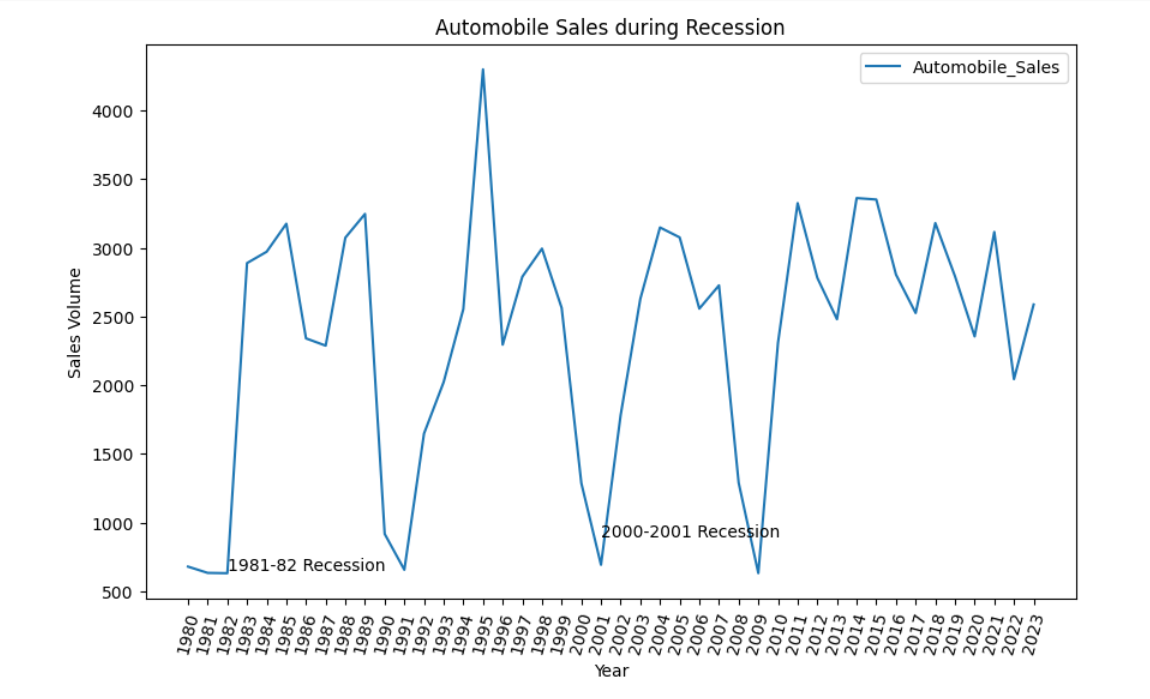 Automobile Sales during Recession
Automobile_Sales
4000
3500
3000
2500
2000
1500
1000
500
Sales Volume
2000-2001 Recession
1981-82 Recession
1980 1981 1982 1983 1984 1985 1986 1987 1988 1989 1990 1991 1992 1993 1994 1995 1996 1997 1998 1999 2000 2001 2002 2003 2004 2005 2006 2007 2008 2009 2010 2011 2012 2013 2014 2015 2016 2017 2018 2019 2020 2021 2022 2023
Year